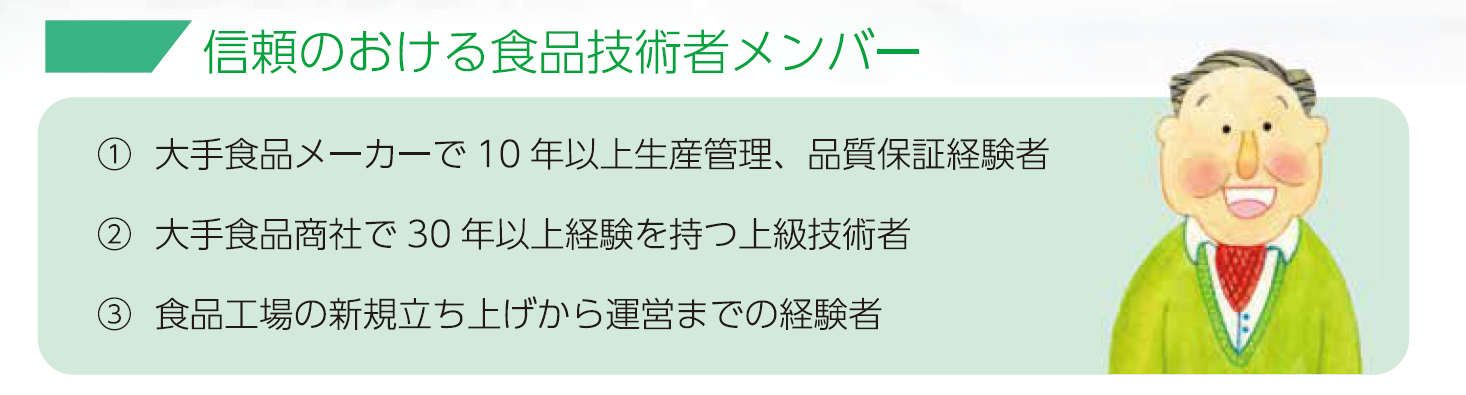 信頼のおける食品技術者メンバー
① 大手食品メーカーで 10 年以上生産管理、品質保証経験者
② 大手食品商社で 30 年以上経験を持つ上級技術者
③ 食品工場の新規立ち上げから運営までの経験者